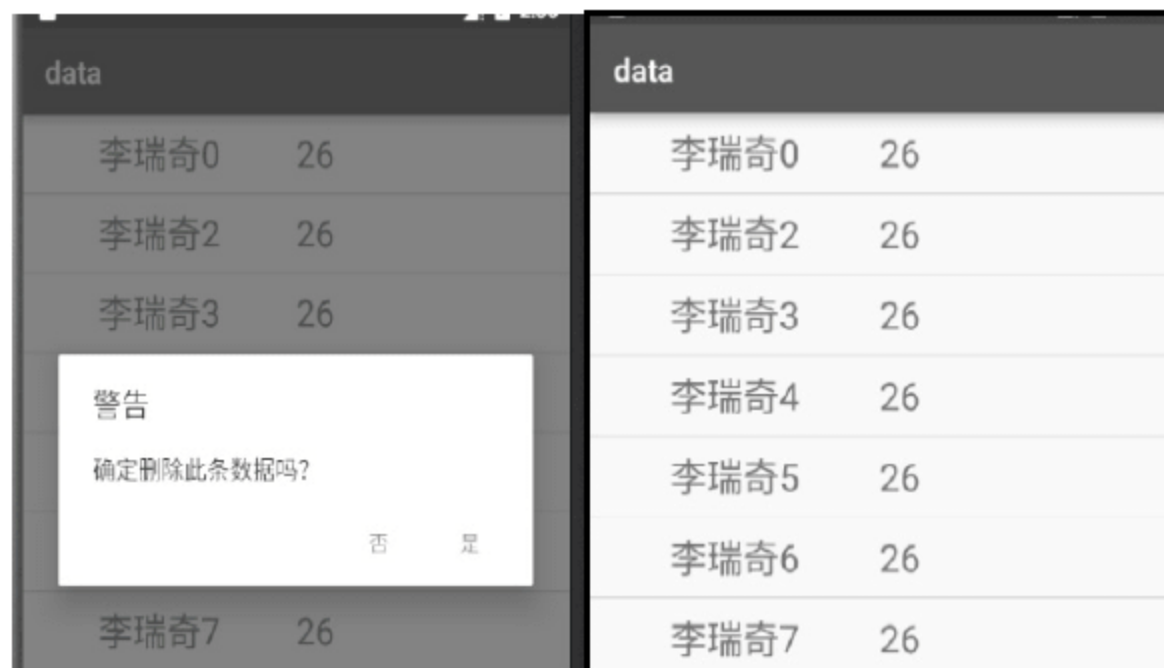 data
李瑞奇0 26
李瑞奇2 26
李瑞奇3 26
警告
确定删除此条数据吗?
否 是
李瑞奇7 26
data
李瑞奇0 26
李瑞奇2 26
李瑞奇3 26
李瑞奇4 26
李瑞奇5 26
李瑞奇6 26
李瑞奇7 26